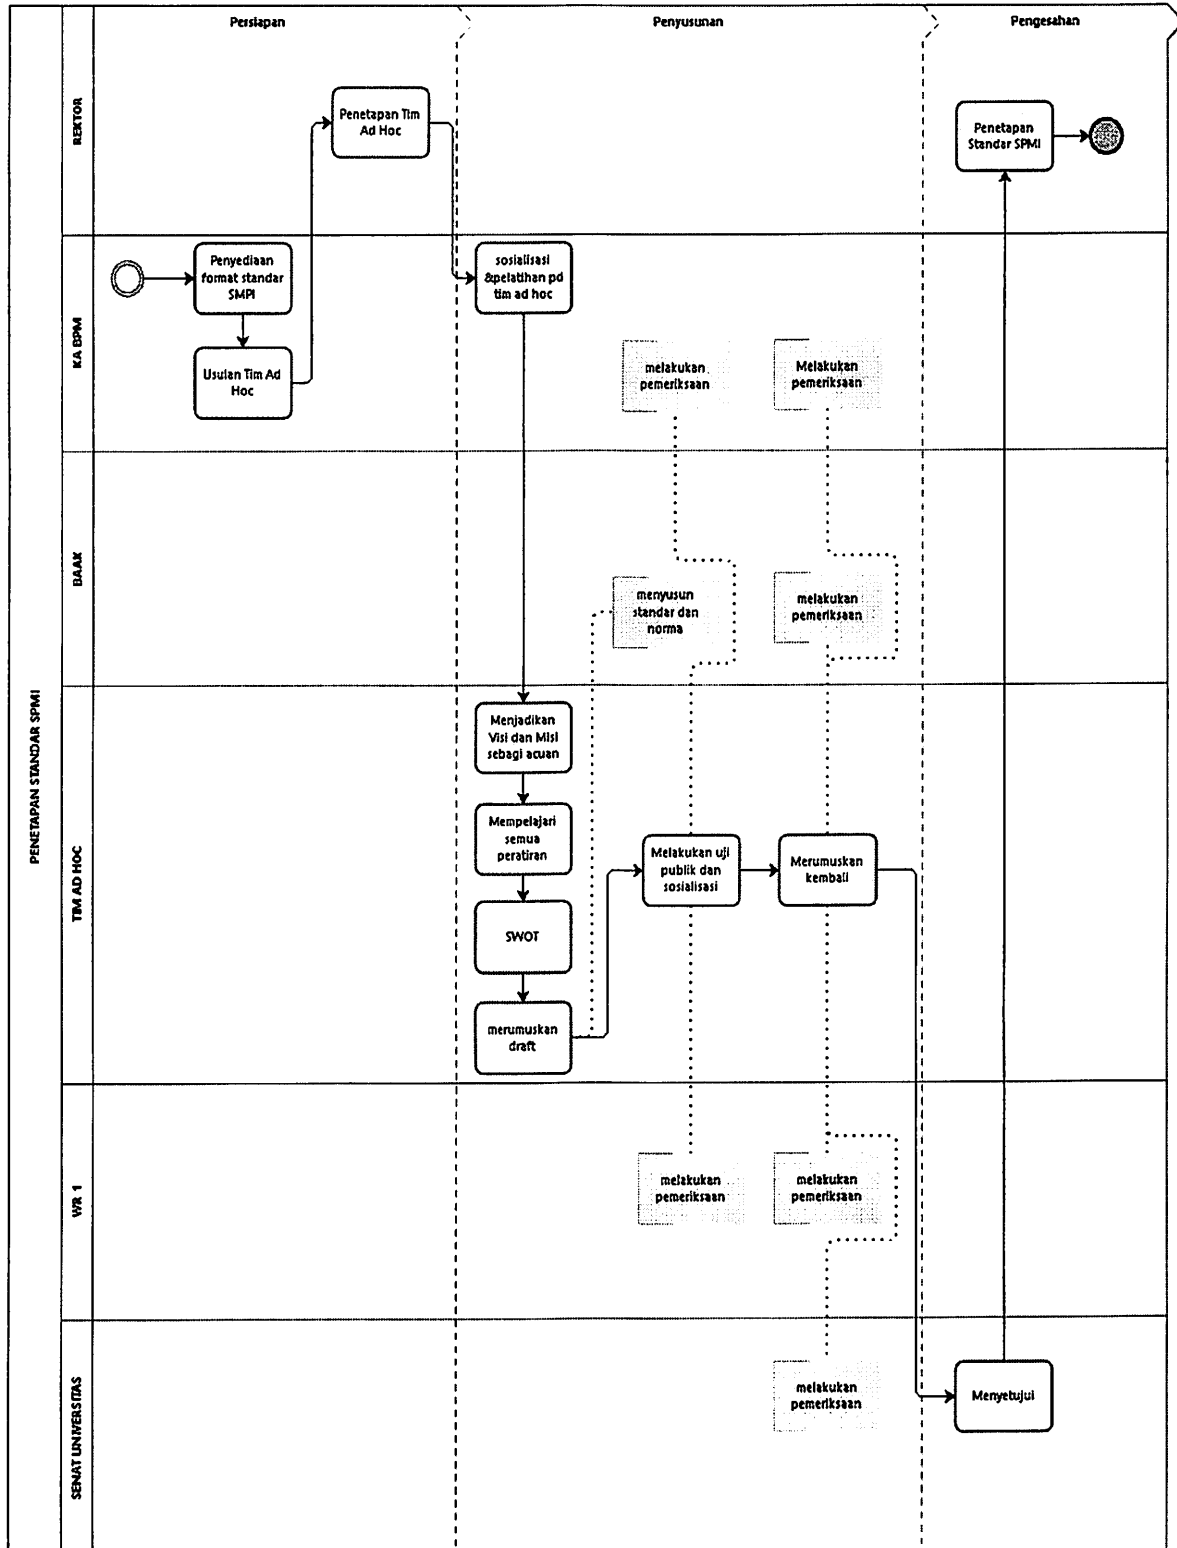 PENETAPAN STANDAR SPMI
Persiapan
Penyusunan
Pengesahan
REKTOR
Penetapan Tim
Ad Hoc
Penetapan
Standar SPMI
KA BPM
Penyediaan
format standar
SMPI
Usulan Tim Ad
Hoc
sosialisasi
&pelatihan pd
tim ad hoc
melakukan
pemeriksaan
Melakukan
pemeriksaan
BAAK
menyusun
standar dan
norma
melakukan
pemeriksaan
TIM AD HOC
Menjadikan
Visi dan Misi
sebagi acuan
Mempelajari
semua
peratiran
SWOT
merumuskan
draft
Melakukan uji
publik dan
sosialisasi
Merumuskan
kembali
WR 1
melakukan
pemeriksaan
melakukan
pemeriksaan
SENAT UNIVERSITAS
melakukan
pemeriksaan
Menyetujui